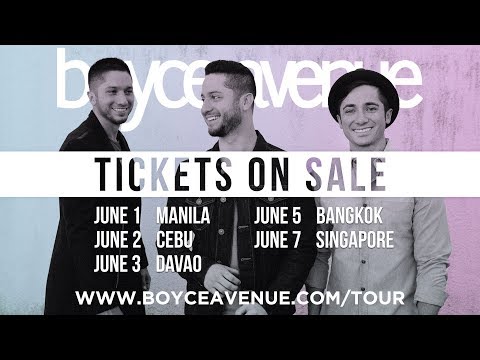 boyceavenue
TICKETS ON SALE
JUNE 1 MANILA JUNE 5 BANGKOK
JUNE 2 CEBU JUNE 7 SINGAPORE
JUNE 3 DAVAO
WWW.BOYCEAVENUE.COM/TOUR